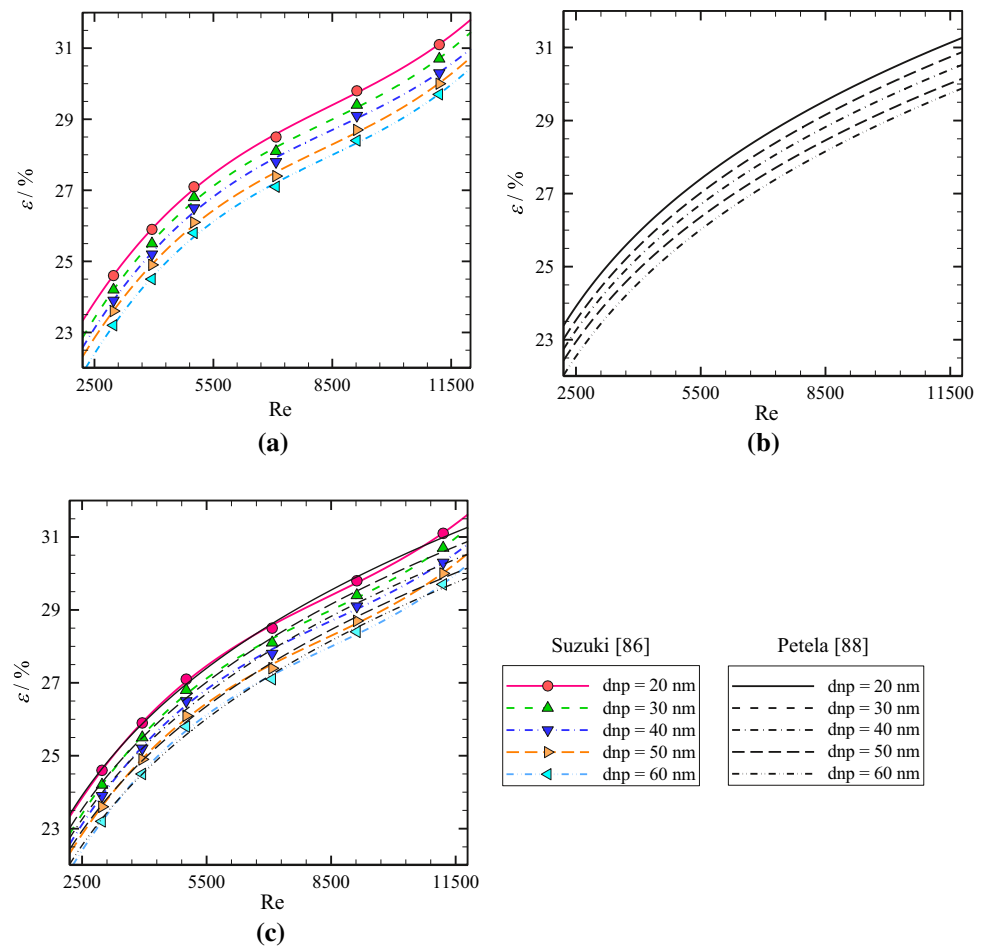 31
29
27
25
23
ε / %
2500 5500 8500 11500
Re
(a)
31
29
27
25
23
ε / %
2500 5500 8500 11500
Re
(b)
31
29
27
25
23
ε / %
2500 5500 8500 11500
Re
(c)
Suzuki [86]
dnp = 20 nm
dnp = 30 nm
dnp = 40 nm
dnp = 50 nm
dnp = 60 nm
Petela [88]
dnp = 20 nm
dnp = 30 nm
dnp = 40 nm
dnp = 50 nm
dnp = 60 nm